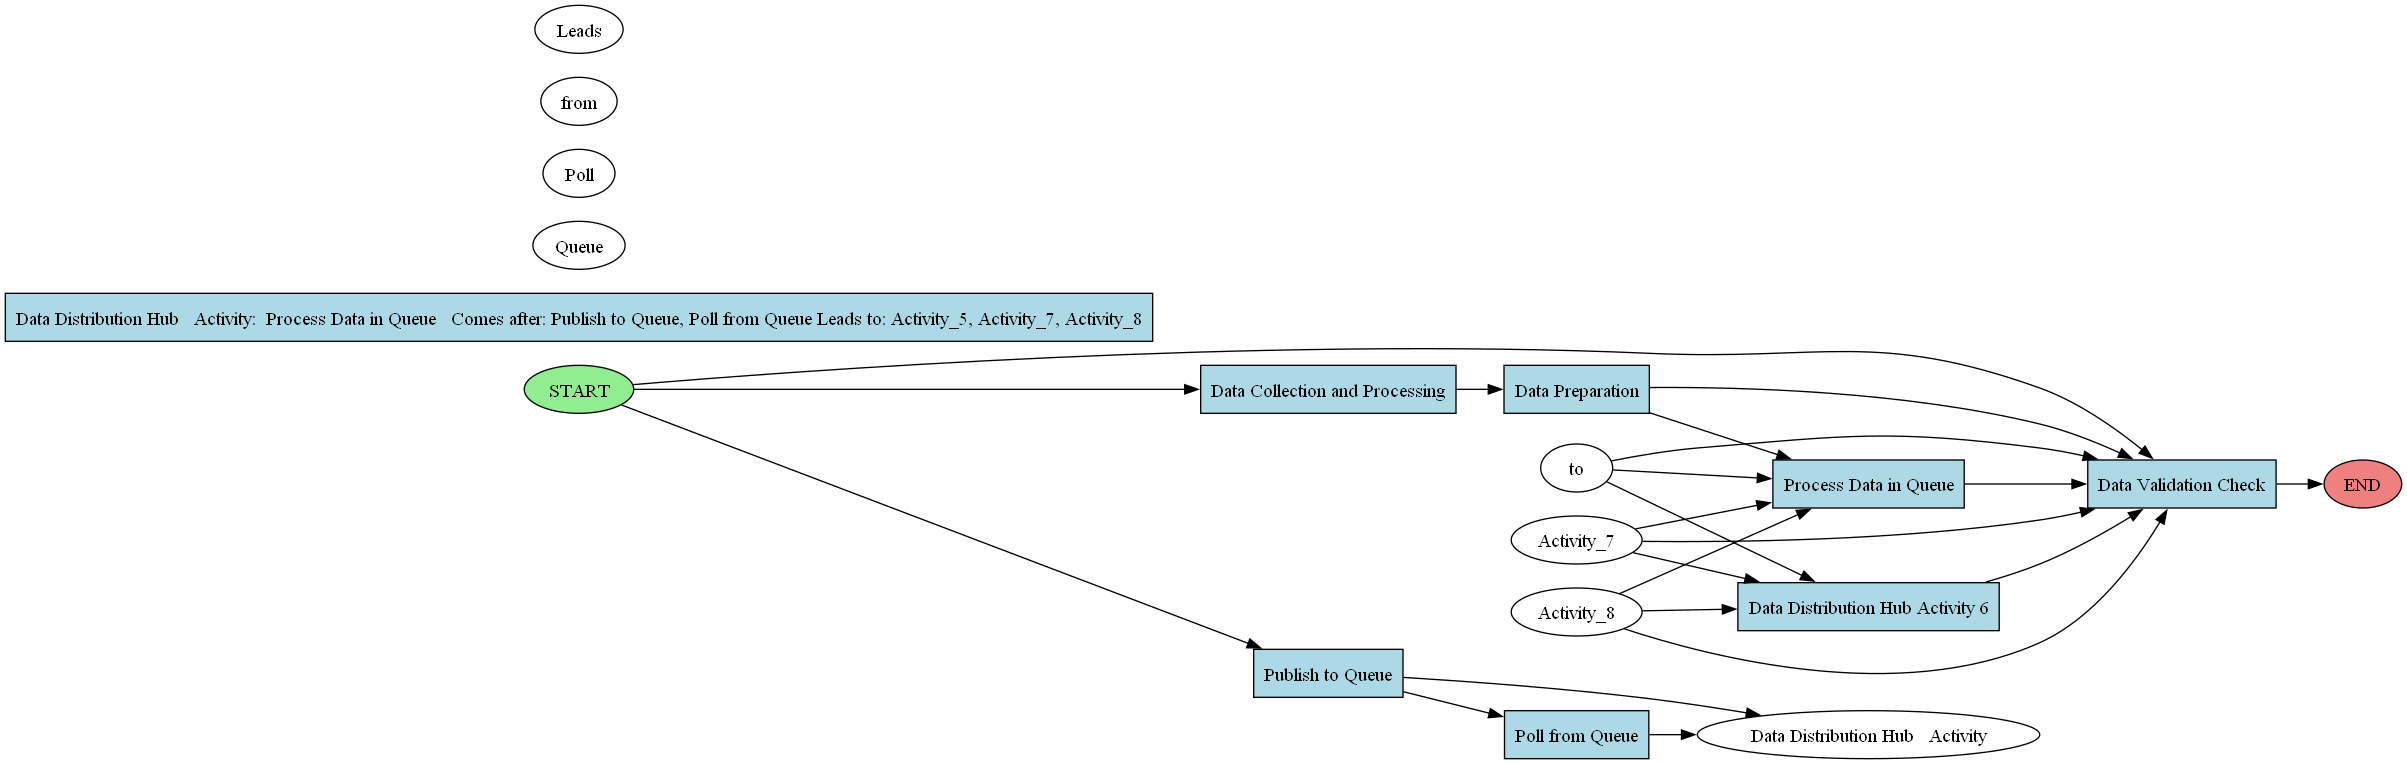 Leads
from
Poll
Queue
Data Distribution Hub   Activity:  Process Data in Queue   Comes after: Publish to Queue, Poll from Queue Leads to: Activity_5, Activity_7, Activity_8
START
Data Collection and Processing
Data Preparation
to
Process Data in Queue
Data Validation Check
END
Activity_7
Activity_8
Data Distribution Hub Activity 6
Publish to Queue
Poll from Queue
Data Distribution Hub   Activity